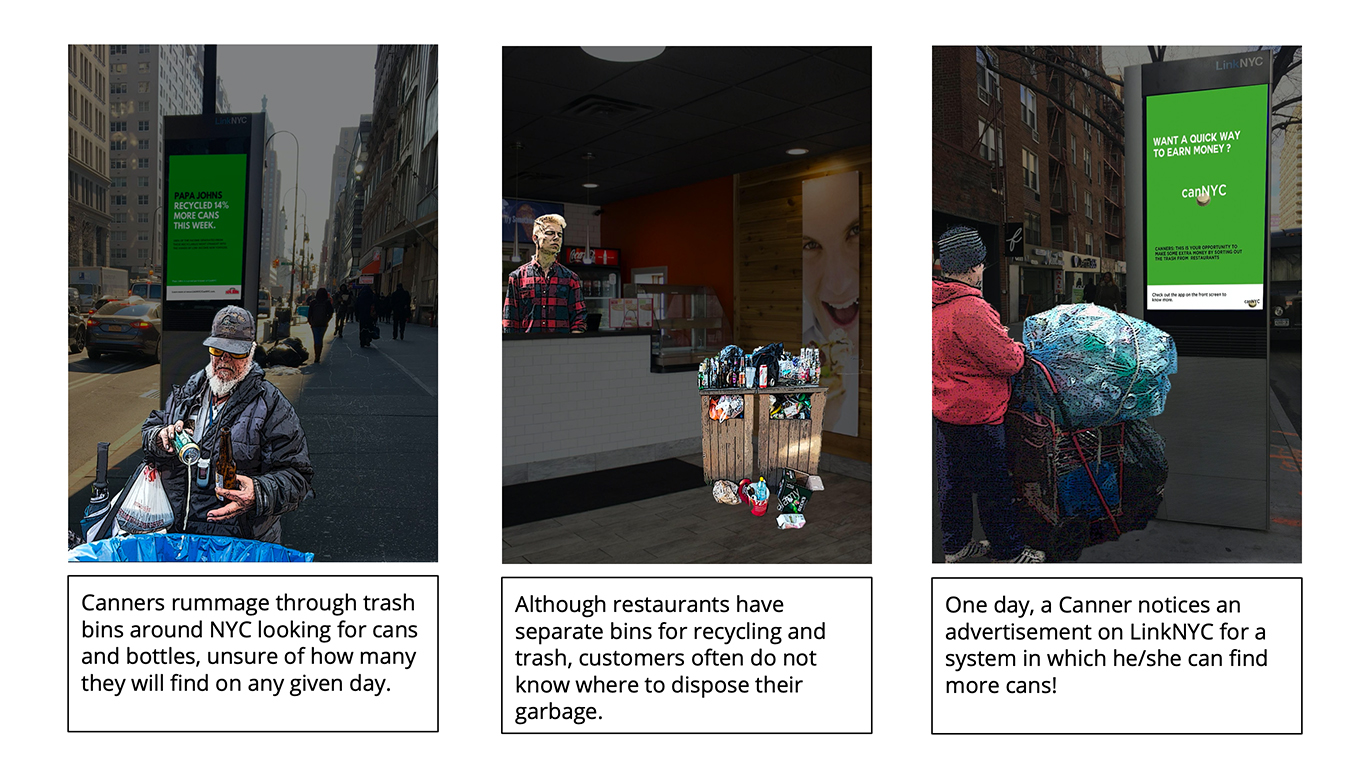 LinkNYC
PAPA JOHNS
RECYCLED 14%
MORE CANS
THIS WEEK.
Canners rummage through trash
bins around NYC looking for cans
and bottles, unsure of how many
they will find on any given day.
Coca-Cola
Although restaurants have
separate bins for recycling and
trash, customers often do not
know where to dispose their
garbage.
LinkNYC
WANT A QUICK WAY
TO EARN MONEY?
canNYC
CANNERS: THIS IS YOUR OPPORTUNITY TO
MAKE SOME EXTRA MONEY BY SORTING OUT
THE TRASH FROM RESTAURANTS
Check out the app on the front screen to
know more.
canNYC
One day, a Canner notices an
advertisement on LinkNYC for a
system in which he/she can find
more cans!